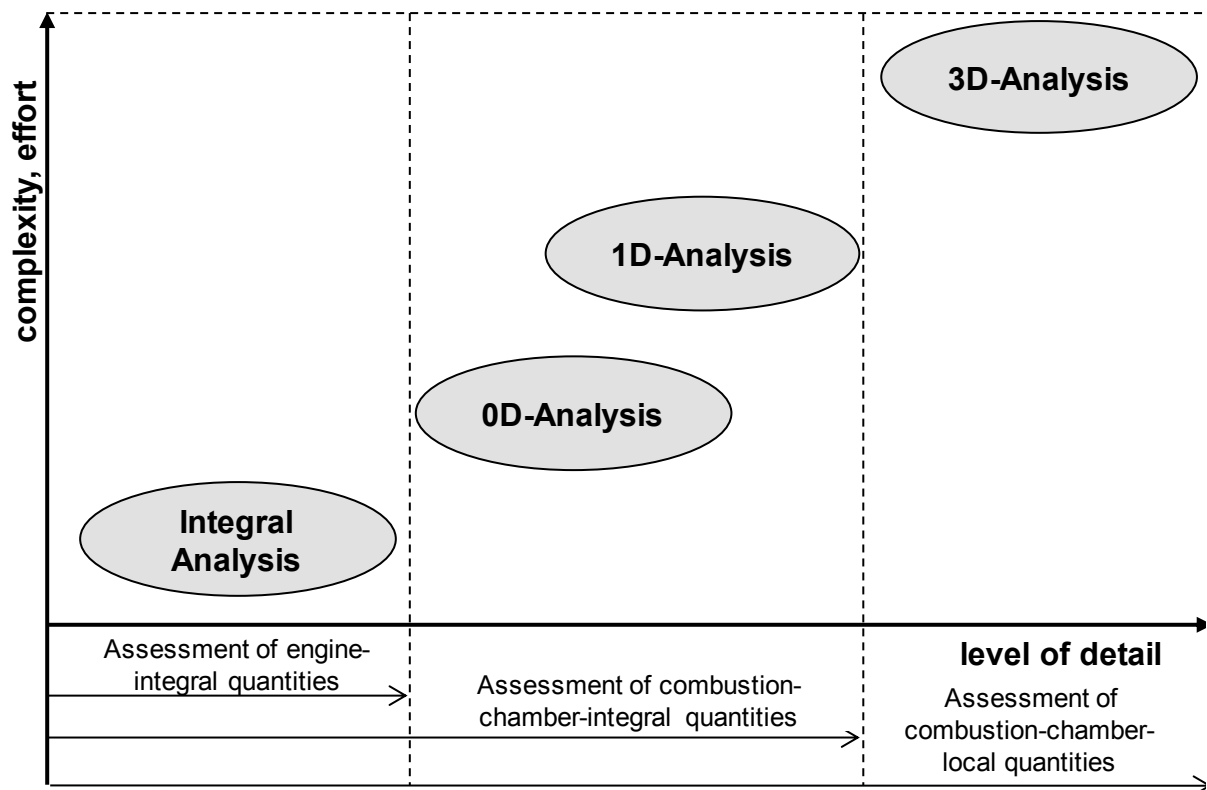 complexity, effort
3D-Analysis
1D-Analysis
0D-Analysis
Integral
Analysis
level of detail
Assessment of engine-
integral quantities
Assessment of combustion-
chamber-integral quantities
Assessment of
combustion-chamber-
local quantities